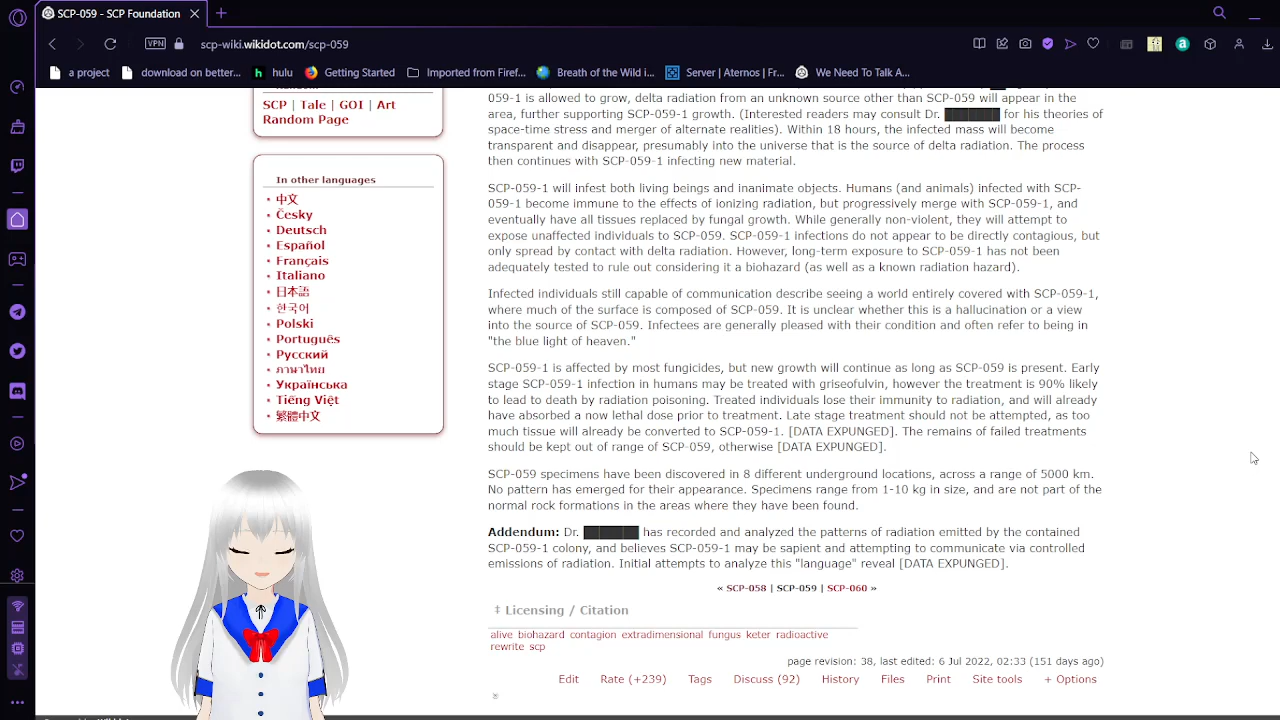 SCP-059 - SCP Foundation
VPN
scp-wiki.wikidot.com/scp-059
a project
download on better...
hulu
Getting Started
Imported from Firef...
Breath of the Wild i...
Server | Aternos | Fr...
We Need To Talk A...
SCP | Tale | GOI | Art
Random Page
In other languages
中文
Česky
Deutsch
Español
Français
Italiano
日本語
한국어
Polski
Português
Русский
ภาษาไทย
Українська
Tiếng Việt
繁體中文
059-1 is allowed to grow, delta radiation from an unknown source other than SCP-059 will appear in the
area, further supporting SCP-059-1 growth. (Interested readers may consult Dr. ██████ for his theories of
space-time stress and merger of alternate realities). Within 18 hours, the infected mass will become
transparent and disappear, presumably into the universe that is the source of delta radiation. The process
then continues with SCP-059-1 infecting new material.
SCP-059-1 will infest both living beings and inanimate objects. Humans (and animals) infected with SCP-
059-1 become immune to the effects of ionizing radiation, but progressively merge with SCP-059-1, and
eventually have all tissues replaced by fungal growth. While generally non-violent, they will attempt to
expose unaffected individuals to SCP-059. SCP-059-1 infections do not appear to be directly contagious, but
only spread by contact with delta radiation. However, long-term exposure to SCP-059-1 has not been
adequately tested to rule out considering it a biohazard (as well as a known radiation hazard).
Infected individuals still capable of communication describe seeing a world entirely covered with SCP-059-1,
where much of the surface is composed of SCP-059. It is unclear whether this is a hallucination or a view
into the source of SCP-059. Infectees are generally pleased with their condition and often refer to being in
"the blue light of heaven."
SCP-059-1 is affected by most fungicides, but new growth will continue as long as SCP-059 is present. Early
stage SCP-059-1 infection in humans may be treated with griseofulvin, however the treatment is 90% likely
to lead to death by radiation poisoning. Treated individuals lose their immunity to radiation, and will already
have absorbed a now lethal dose prior to treatment. Late stage treatment should not be attempted, as too
much tissue will already be converted to SCP-059-1. [DATA EXPUNGED]. The remains of failed treatments
should be kept out of range of SCP-059, otherwise [DATA EXPUNGED].
SCP-059 specimens have been discovered in 8 different underground locations, across a range of 5000 km.
No pattern has emerged for their appearance. Specimens range from 1-10 kg in size, and are not part of the
normal rock formations in the areas where they have been found.
Addendum: Dr. ██████ has recorded and analyzed the patterns of radiation emitted by the contained
SCP-059-1 colony, and believes SCP-059-1 may be sapient and attempting to communicate via controlled
emissions of radiation. Initial attempts to analyze this "language" reveal [DATA EXPUNGED].
« SCP-058 | SCP-059 | SCP-060 »
‡ Licensing / Citation
alive biohazard contagion extradimensional fungus keter radioactive
rewrite scp
page revision: 38, last edited: 6 Jul 2022, 02:33 (151 days ago)
Edit Rate (+239) Tags Discuss (92) History Files Print Site tools + Options